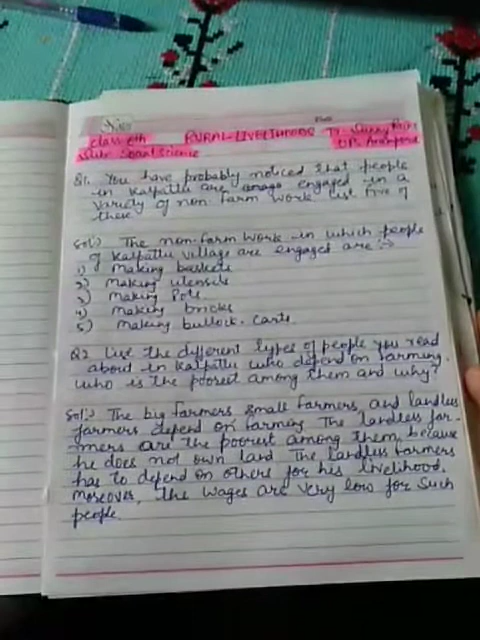 Class 6th RURAL-LIVELIHOODS Tr Sunny
Sub: Social Science
Q1. You have probably noticed that people
in Kalpattu are engaged in a
variety of non farm work list five of
these
Sol:) The non-farm work in which people
of Kalpattu village are engaged are :-
1) Making baskets
2) Making utensils
3) Making Pots
4) Making bricks
5) Making bullock-carts.
Q2 List the different types of people you read
about in Kalpattu who depend on farming.
who is the poorest among them and why?
Sol:) The big farmers small farmers, and landless
farmers depend on farming The landless far-
mers are the poorest among them because
he does not own land The landless farmers
has to depend on others for his livelihood.
Moreover, the wages are very low for such
people.